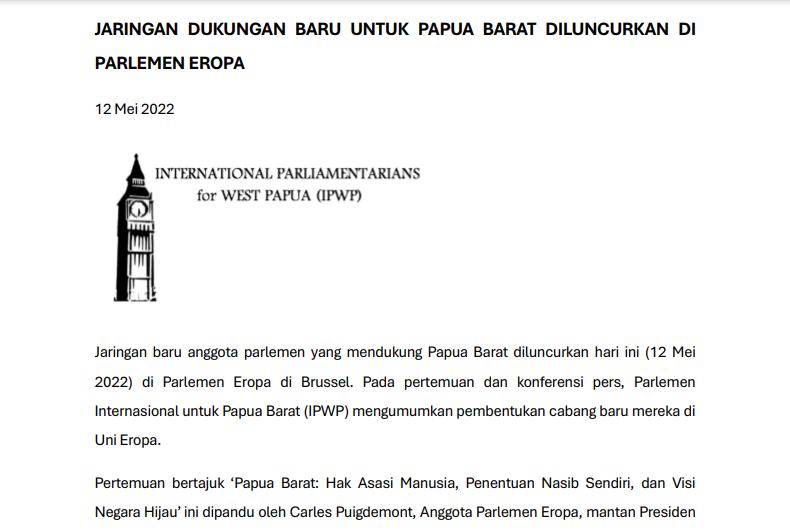 JARINGAN DUKUNGAN BARU UNTUK PAPUA BARAT DILUNCURKAN DI
PARLEMEN EROPA
12 Mei 2022
INTERNATIONAL PARLIAMENTARIANS
for WEST PAPUA (IPWP)
Jaringan baru anggota parlemen yang mendukung Papua Barat diluncurkan hari ini (12 Mei
2022) di Parlemen Eropa di Brussel. Pada pertemuan dan konferensi pers, Parlemen
Internasional untuk Papua Barat (IPWP) mengumumkan pembentukan cabang baru mereka di
Uni Eropa.
Pertemuan bertajuk ‘Papua Barat: Hak Asasi Manusia, Penentuan Nasib Sendiri, dan Visi
Negara Hijau’ ini dipandu oleh Carles Puigdemont, Anggota Parlemen Eropa, mantan Presiden